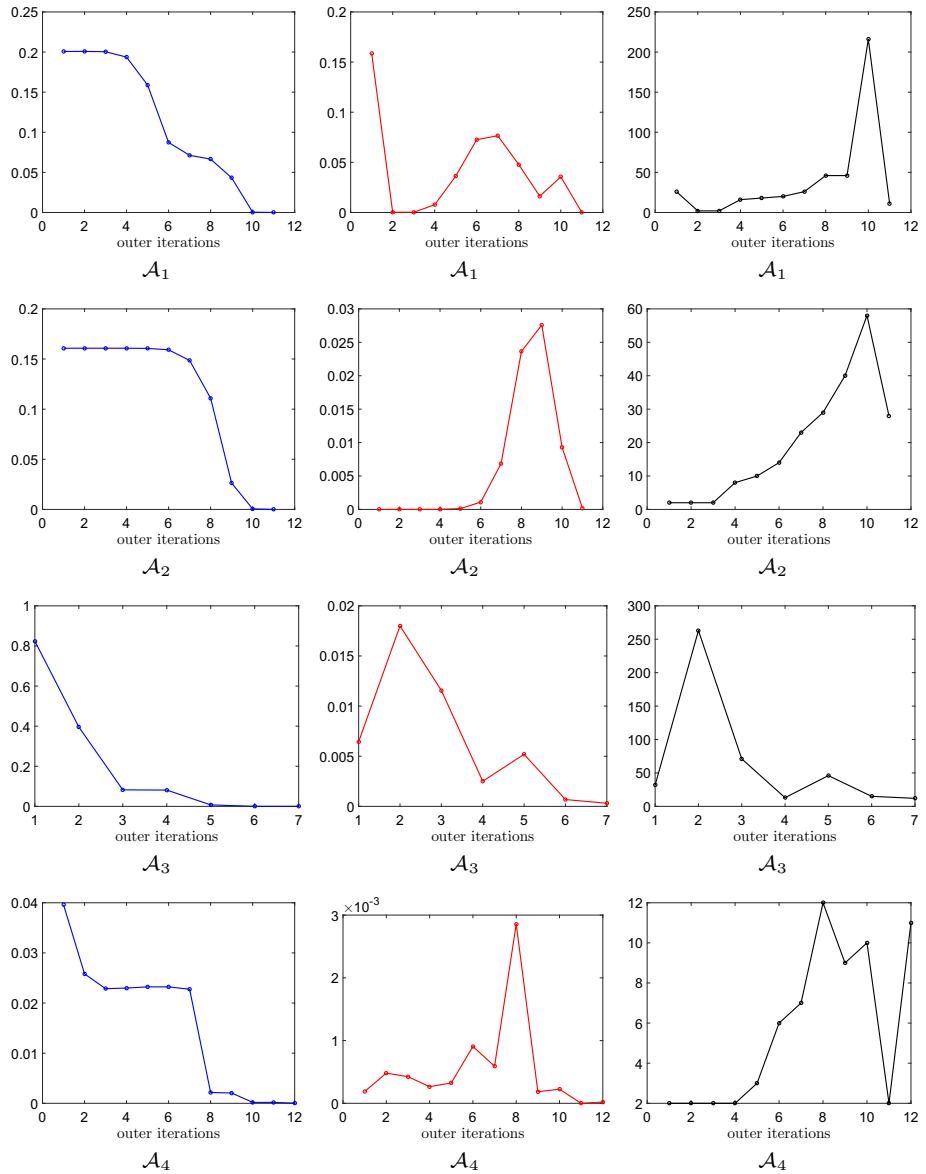 0.25
0.2
0.15
0.1
0.05
0
0 2 4 6 8 10 12
outer iterations
𝒜₁
0.2
0.15
0.1
0.05
0
0 2 4 6 8 10 12
outer iterations
𝒜₁
250
200
150
100
50
0
0 2 4 6 8 10 12
outer iterations
𝒜₁
0.2
0.15
0.1
0.05
0
0 2 4 6 8 10 12
outer iterations
𝒜₂
0.03
0.025
0.02
0.015
0.01
0.005
0
0 2 4 6 8 10 12
outer iterations
𝒜₂
60
50
40
30
20
10
0
0 2 4 6 8 10 12
outer iterations
𝒜₂
1
0.8
0.6
0.4
0.2
0
1 2 3 4 5 6 7
outer iterations
𝒜₃
0.02
0.015
0.01
0.005
0
1 2 3 4 5 6 7
outer iterations
𝒜₃
300
250
200
150
100
50
0
1 2 3 4 5 6 7
outer iterations
𝒜₃
0.04
0.03
0.02
0.01
0
0 2 4 6 8 10 12
outer iterations
𝒜₄
×10⁻³
3
2
1
0
0 2 4 6 8 10 12
outer iterations
𝒜₄
12
10
8
6
4
2
0 2 4 6 8 10 12
outer iterations
𝒜₄